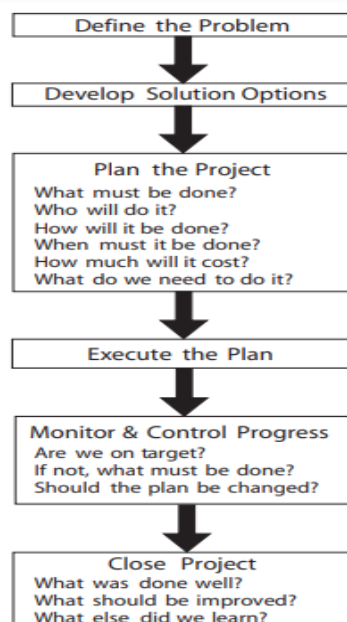 Define the Problem
Develop Solution Options
Plan the Project
What must be done?
Who will do it?
How will it be done?
When must it be done?
How much will it cost?
What do we need to do it?
Execute the Plan
Monitor & Control Progress
Are we on target?
If not, what must be done?
Should the plan be changed?
Close Project
What was done well?
What should be improved?
What else did we learn?